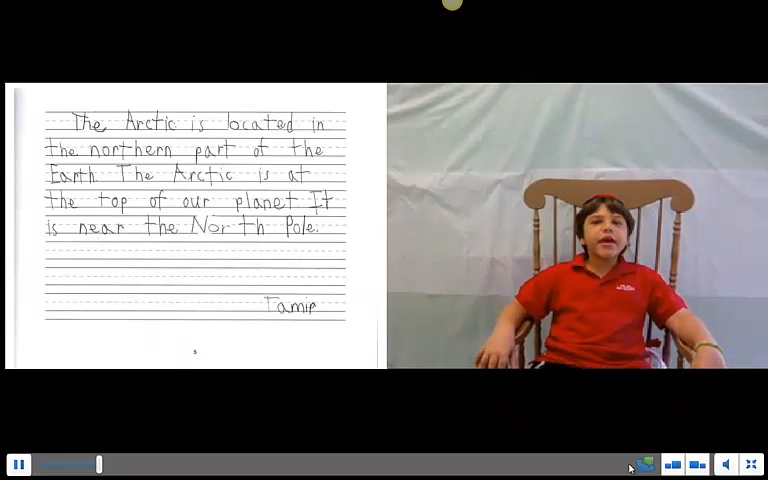 The Arctic is located in
the northern part of the
Earth. The Arctic is at
the top of our planet It
is near the North Pole.
Tamir
5